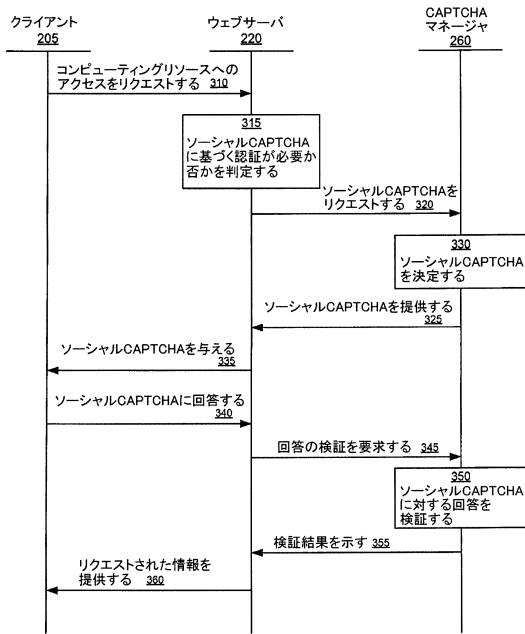 クライアント
205
ウェブサーバ
220
CAPTCHA
マネージャ
260
コンピューティングリソースへの
アクセスをリクエストする 310
315
ソーシャルCAPTCHA
に基づく認証が必要か
否かを判定する
ソーシャルCAPTCHAを
リクエストする 320
330
ソーシャルCAPTCHA
を決定する
ソーシャルCAPTCHAを提供する
325
ソーシャルCAPTCHAを与える
335
ソーシャルCAPTCHAに回答する
340
回答の検証を要求する 345
350
ソーシャルCAPTCHA
に対する回答を
検証する
検証結果を示す 355
リクエストされた情報を
提供する 360